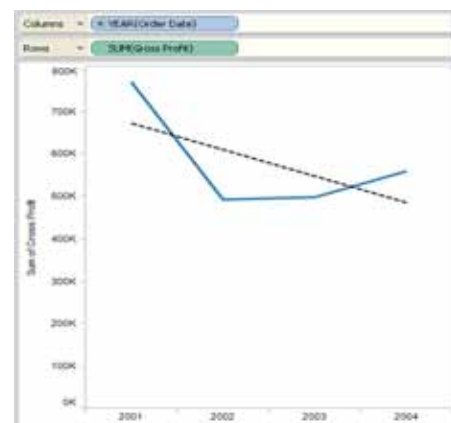 Columns YEAR(Order Date)
Rows SUM(Gross Profit)
800K
700K
600K
500K
400K
300K
200K
100K
0K
Sum of Gross Profit
2001 2002 2003 2004